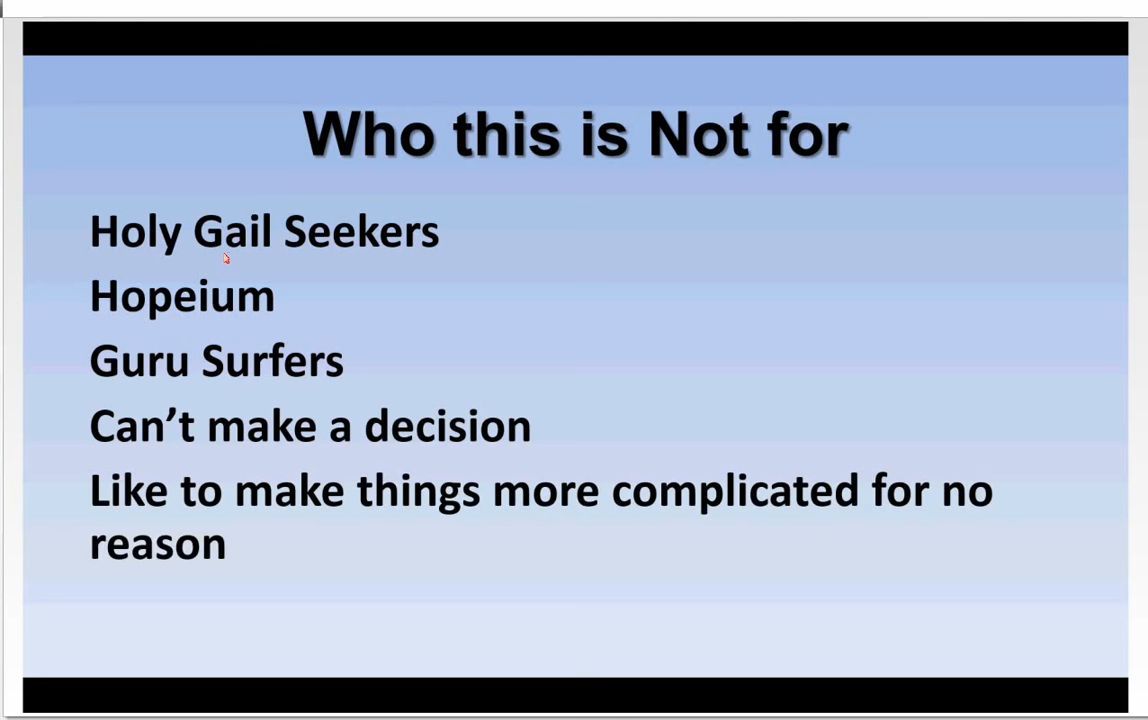 Who this is Not for
Holy Gail Seekers
Hopeium
Guru Surfers
Can’t make a decision
Like to make things more complicated for no
reason